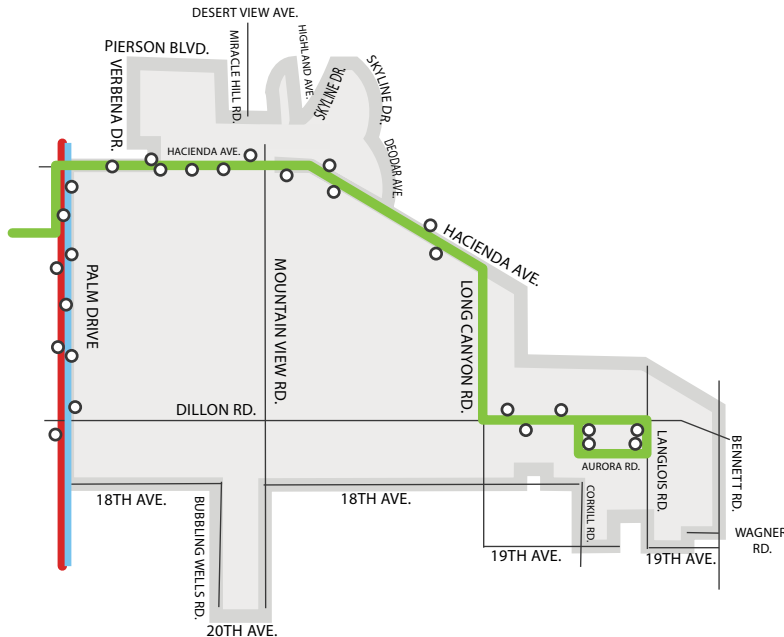 DESERT VIEW AVE.
PIERSON BLVD.
VERBENA DR.
MIRACLE HILL RD.
HIGHLAND AVE.
SKYLINE DR.
SKYLINE DR.
DEODAR AVE.
HACIENDA AVE.
HACIENDA AVE.
PALM DRIVE
MOUNTAIN VIEW RD.
LONG CANYON RD.
DILLON RD.
AURORA RD.
LANGLOIS RD.
BENNETT RD.
18TH AVE.
BUBBLING WELLS RD.
18TH AVE.
CORKILL RD.
19TH AVE.
19TH AVE.
WAGNER
RD.
20TH AVE.